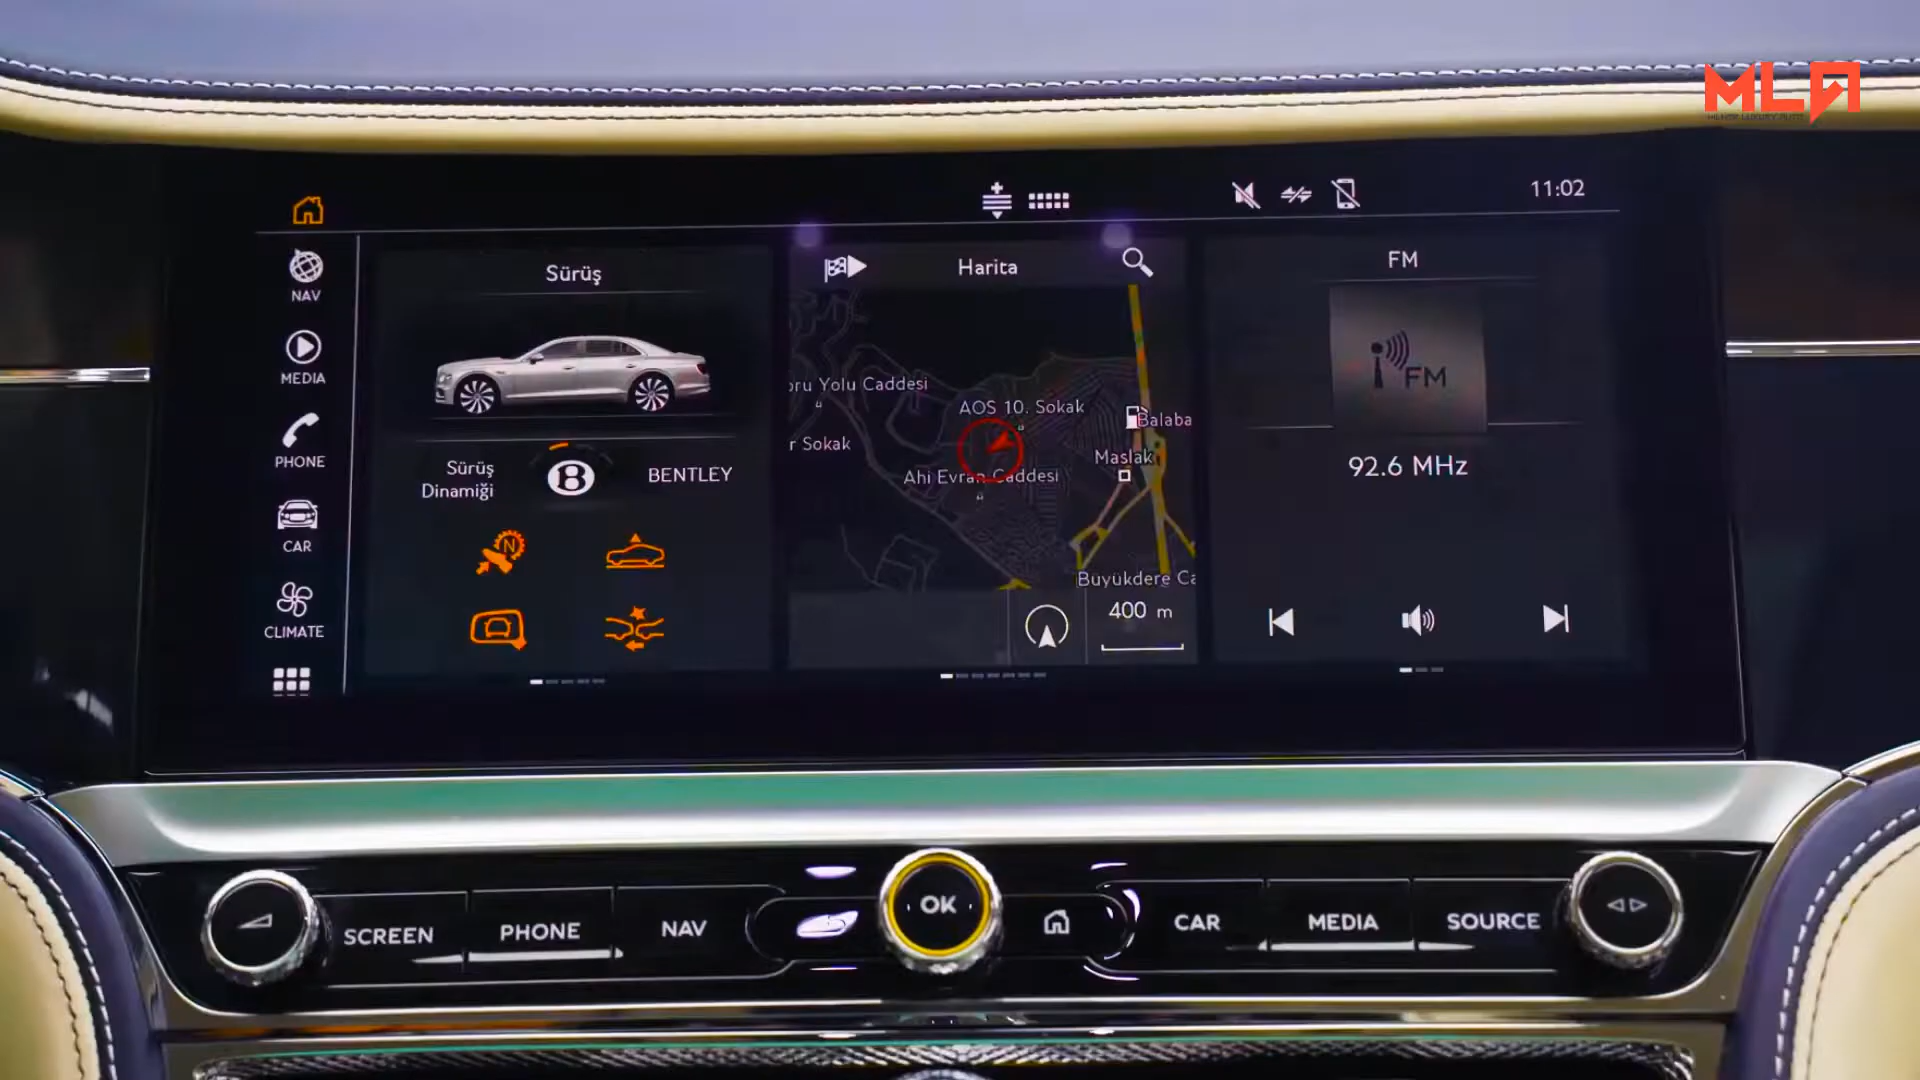 MLA
11:02
NAV
MEDIA
PHONE
CAR
CLIMATE
Sürüş
Sürüş
Dinamiği
B
BENTLEY
N
Harita
oru Yolu Caddesi
AOS 10. Sokak
r Sokak
Balaba
Maslak
Ahi Evran Caddesi
Büyükdere Ca
400 m
FM
FM
92.6 MHz
SCREEN
PHONE
NAV
OK
CAR
MEDIA
SOURCE